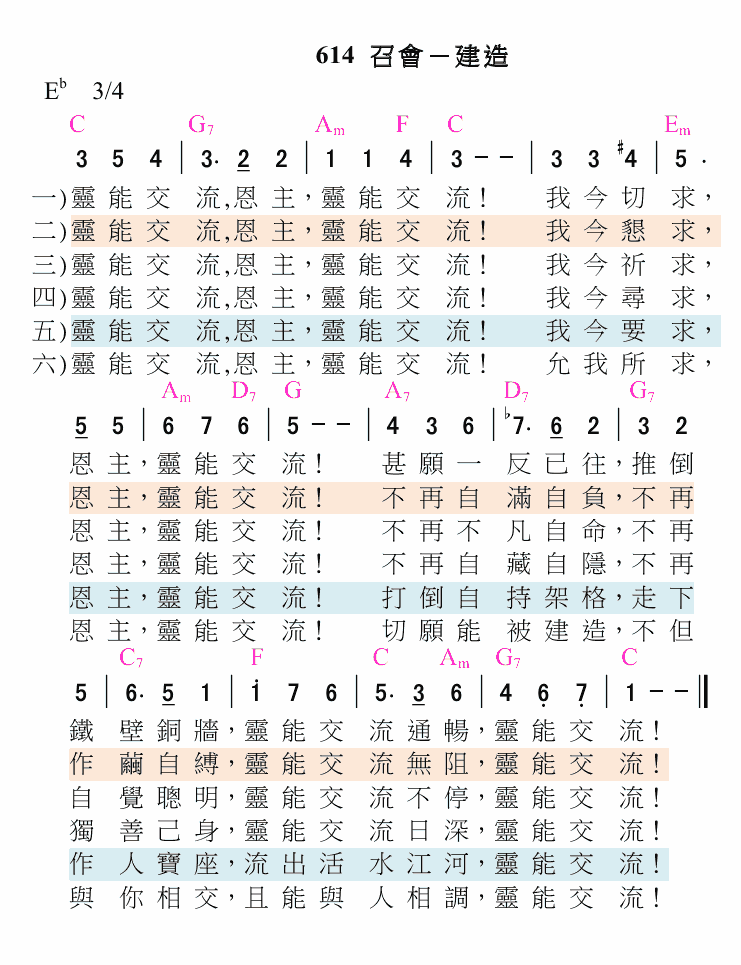 614 召會－建造
E♭ 3/4
C G7 Am F C Em
3 5 4 | 3. 2 2 | 1 1 4 | 3 - - | 3 3 #4 | 5 .
一)靈能交流,恩主，靈能交流! 我今切求，
二)靈能交流,恩主，靈能交流! 我今懇求，
三)靈能交流,恩主，靈能交流! 我今祈求，
四)靈能交流,恩主，靈能交流! 我今尋求，
五)靈能交流,恩主，靈能交流! 我今要求，
六)靈能交流,恩主，靈能交流! 允我所求，
Am D7 G A7 D7 G7
5 5 | 6 7 6 | 5 - - | 4 3 6 | ♭7. 6 2 | 3 2
恩主，靈能交流! 甚願一反已往，推倒
恩主，靈能交流! 不再自滿自負，不再
恩主，靈能交流! 不再不凡自命，不再
恩主，靈能交流! 不再自藏自隱，不再
恩主，靈能交流! 打倒自持架格，走下
恩主，靈能交流! 切願能被建造，不但
C7 F C Am G7 C
5 | 6. 5 1 | 1 7 6 | 5. 3 6 | 4 6 7 | 1 - - ||
鐵壁銅牆，靈能交流通暢，靈能交流!
作繭自縛，靈能交流無阻，靈能交流!
自覺聰明，靈能交流不停，靈能交流!
獨善己身，靈能交流日深，靈能交流!
作人寶座，流出活水江河，靈能交流!
與你相交，且能與人相調，靈能交流!